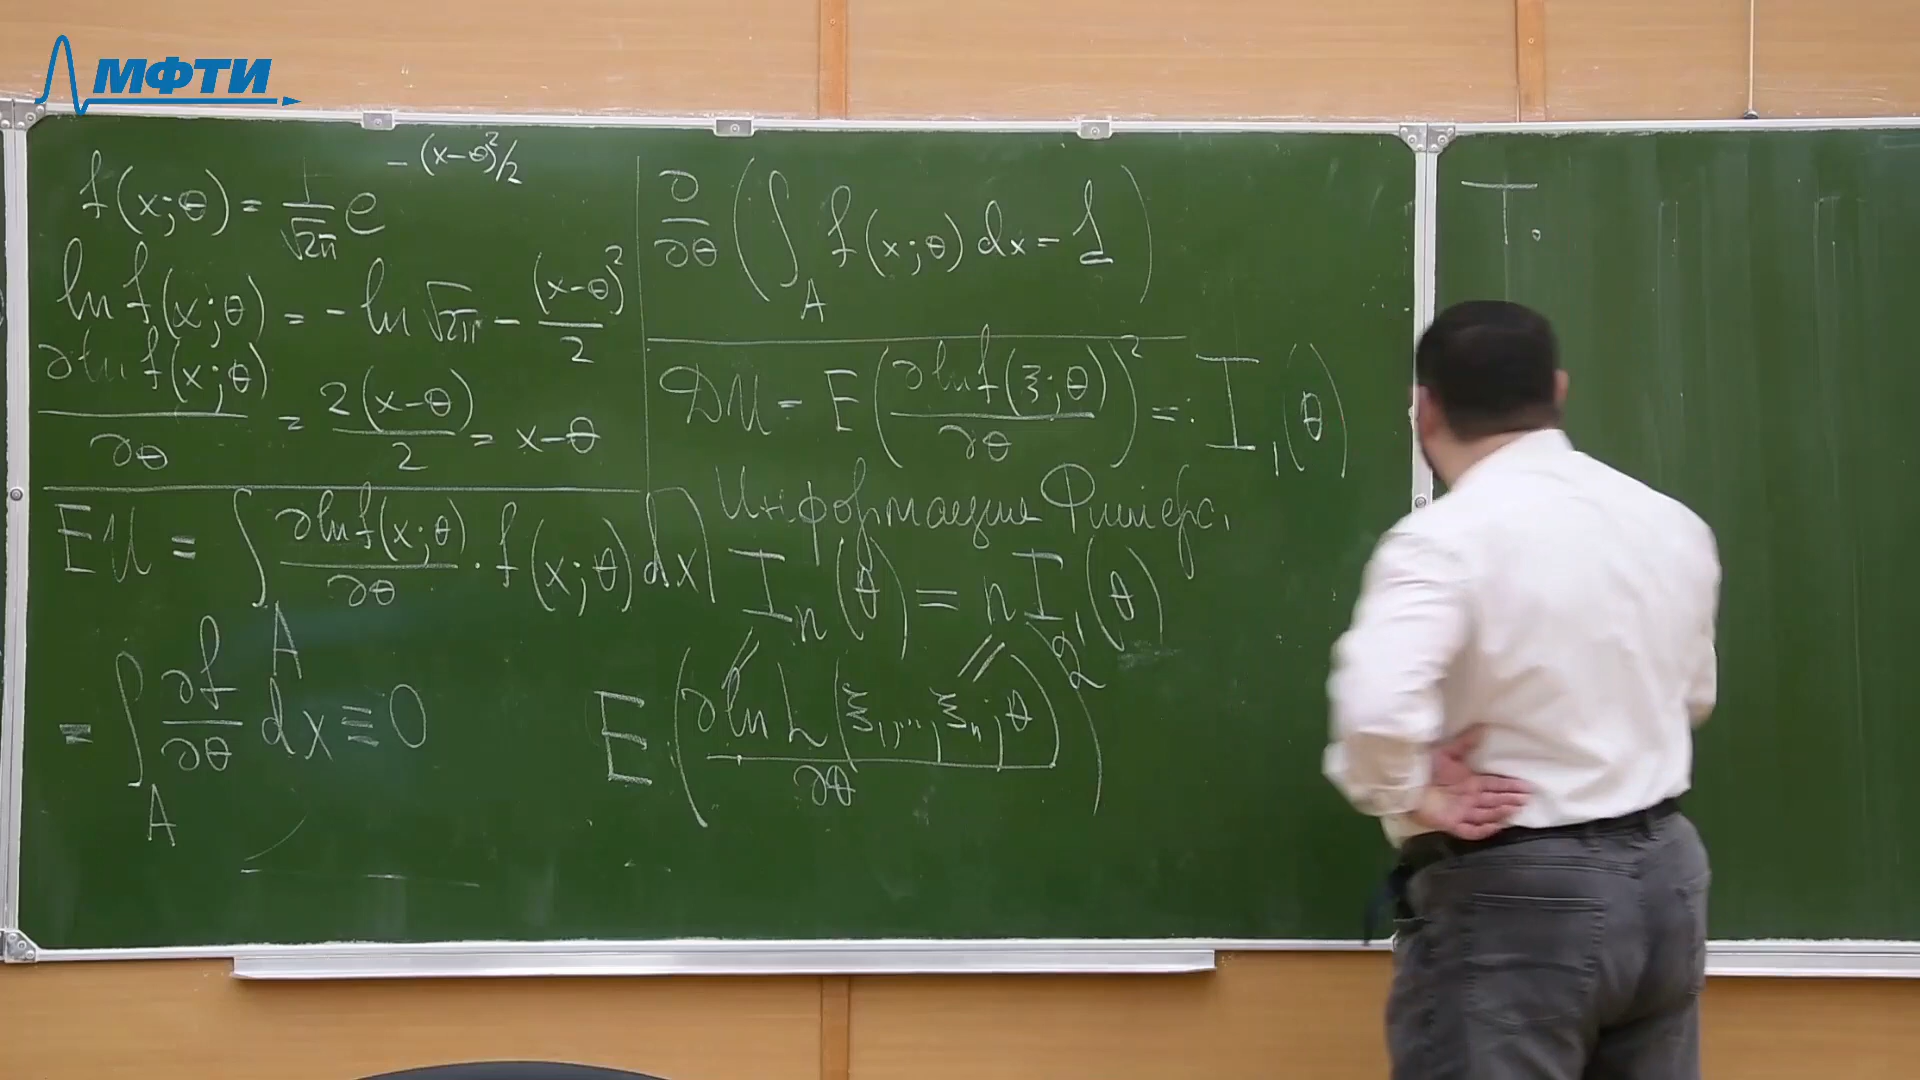 МФТИ
f(x;θ) = 1/√2π e^{-(x-θ)²/2}
ln f(x;θ) = -ln √2π - (x-θ)²/2
∂ln f(x;θ)/∂θ = 2(x-θ)/2 = x-θ
EU = ∫_A ∂ln f(x;θ)/∂θ · f(x;θ) dx
= ∫_A ∂f/∂θ dx ≡ 0
∂/∂θ (∫_A f(x;θ) dx = 1)
DU = E(∂ln f(ξ;θ)/∂θ)² =: I₁(θ)
Информация Фишера.
Iₙ(θ) = n I₁(θ)
E(∂ln L(ξ₁,...,ξₙ;θ)/∂θ)²
T.